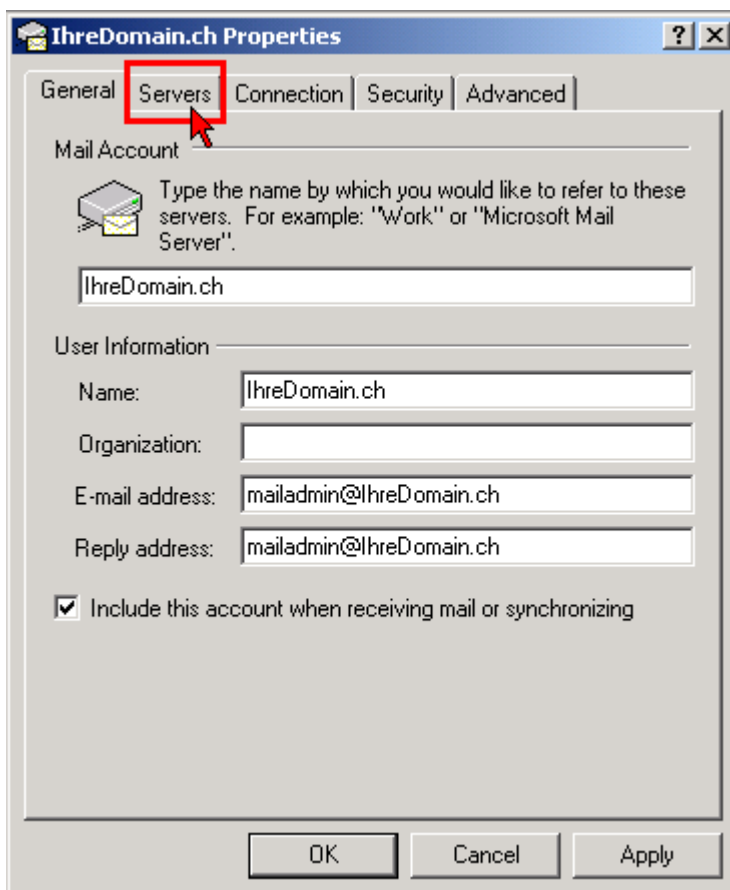 IhreDomain.ch Properties
General Servers Connection Security Advanced
Mail Account
Type the name by which you would like to refer to these
servers. For example: "Work" or "Microsoft Mail
Server".
IhreDomain.ch
User Information
Name: IhreDomain.ch
Organization:
E-mail address: mailadmin@IhreDomain.ch
Reply address: mailadmin@IhreDomain.ch
Include this account when receiving mail or synchronizing
OK Cancel Apply